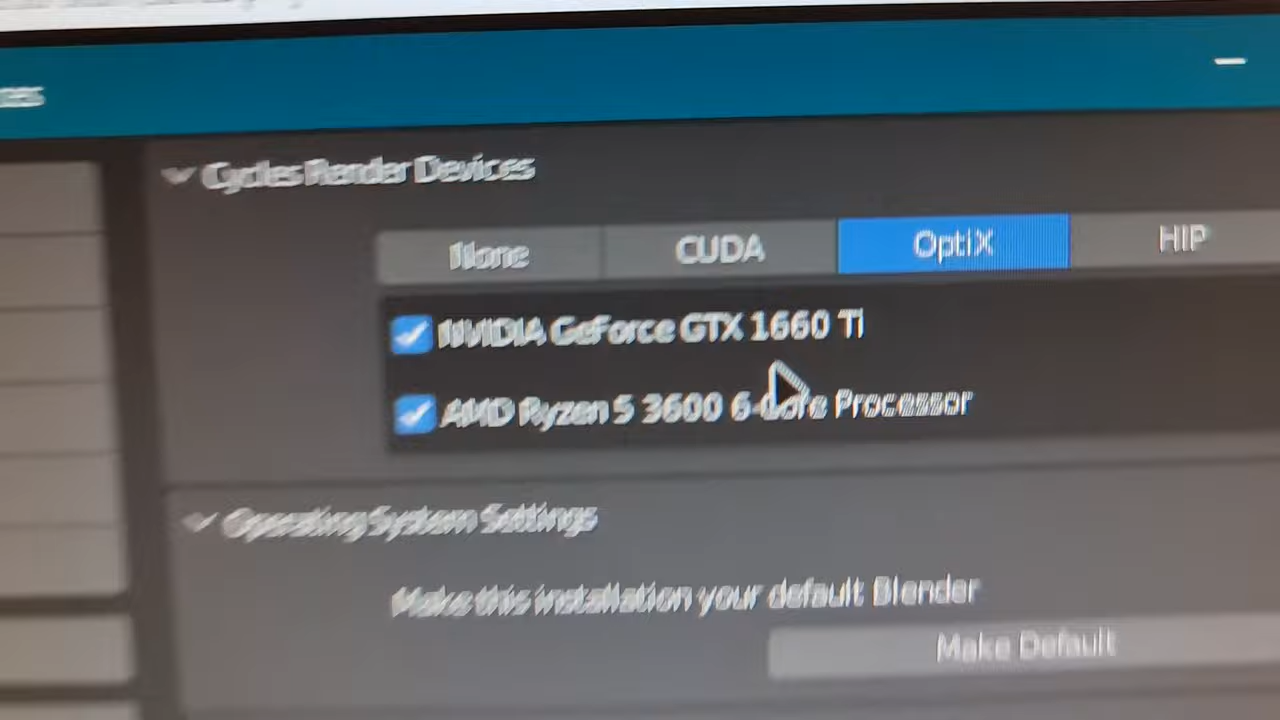 Cycles Render Devices
None CUDA OptiX HIP
NVIDIA GeForce GTX 1660 Ti
AMD Ryzen 5 3600 6-Core Processor
Operating System Settings
Make this installation your default Blender
Make Default